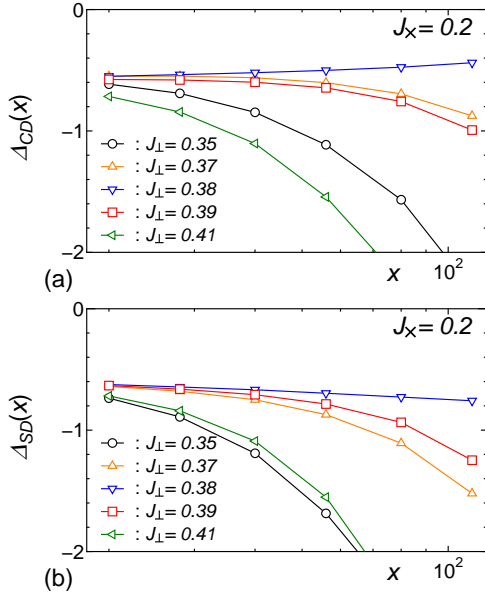 0
J× = 0.2
ΔCD(x)
-1
: J⊥ = 0.35
: J⊥ = 0.37
: J⊥ = 0.38
: J⊥ = 0.39
: J⊥ = 0.41
-2
(a)
x
10²
0
J× = 0.2
ΔSD(x)
-1
: J⊥ = 0.35
: J⊥ = 0.37
: J⊥ = 0.38
: J⊥ = 0.39
: J⊥ = 0.41
-2
(b)
x
10²